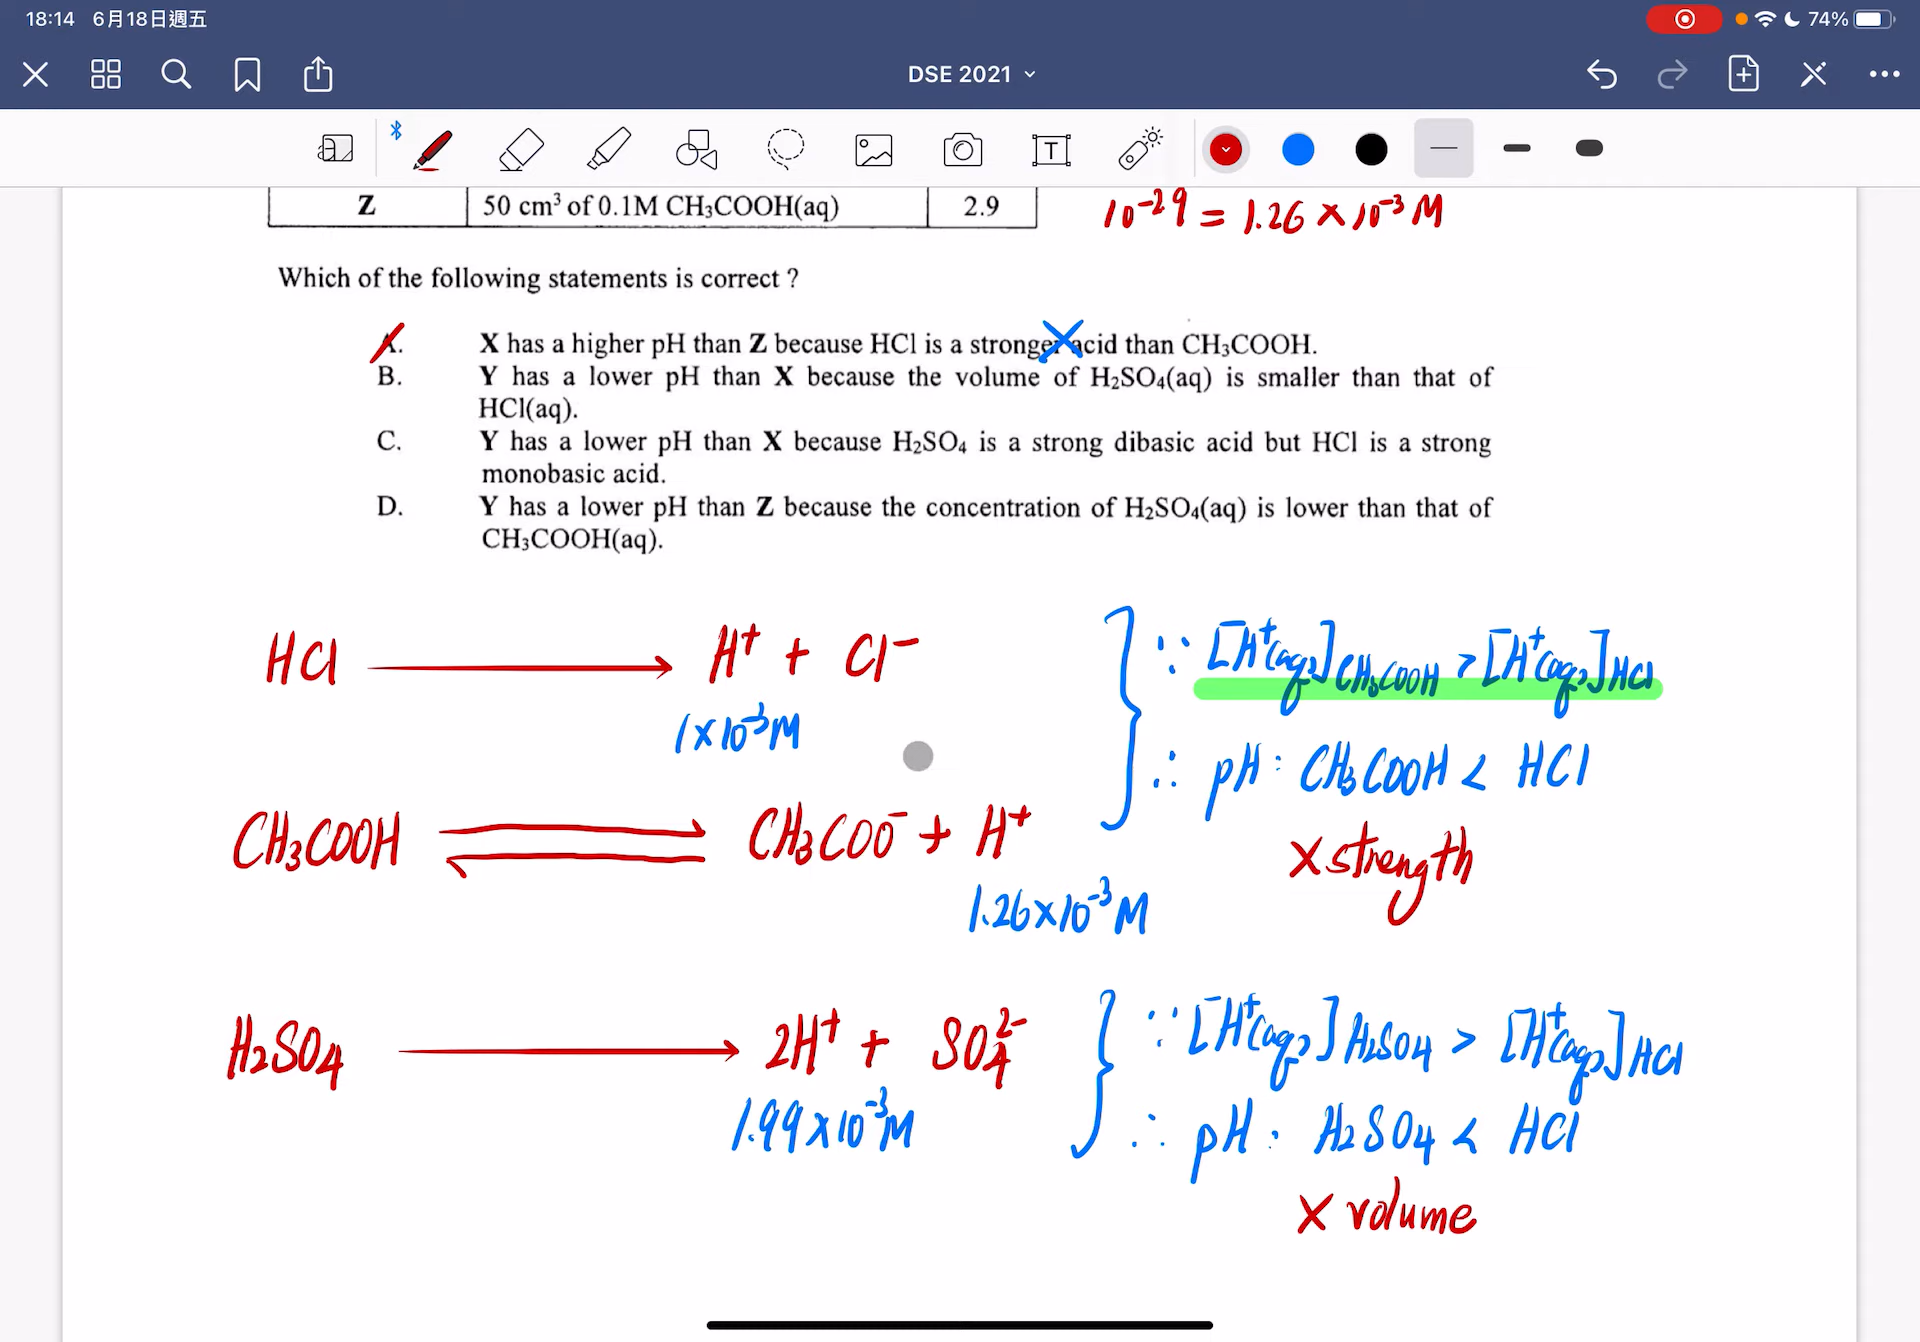 18:14 6月18日週五
74%
DSE 2021
Z 50 cm³ of 0.1M CH₃COOH(aq) 2.9
10⁻²⁹ = 1.26 × 10⁻³ M
Which of the following statements is correct ?
A. X has a higher pH than Z because HCl is a stronger acid than CH₃COOH.
B. Y has a lower pH than X because the volume of H₂SO₄(aq) is smaller than that of
HCl(aq).
C. Y has a lower pH than X because H₂SO₄ is a strong dibasic acid but HCl is a strong
monobasic acid.
D. Y has a lower pH than Z because the concentration of H₂SO₄(aq) is lower than that of
CH₃COOH(aq).
HCl ⟶ H⁺ + Cl⁻
1×10⁻³M
∵ [H⁺(aq)]CH₃COOH > [H⁺(aq)]HCl
∴ pH : CH₃COOH < HCl
× strength
CH₃COOH ⇌ CH₃COO⁻ + H⁺
1.26×10⁻³M
H₂SO₄ ⟶ 2H⁺ + SO₄²⁻
1.99×10⁻³M
∵ [H⁺(aq)]H₂SO₄ > [H⁺(aq)]HCl
∴ pH : H₂SO₄ < HCl
× volume